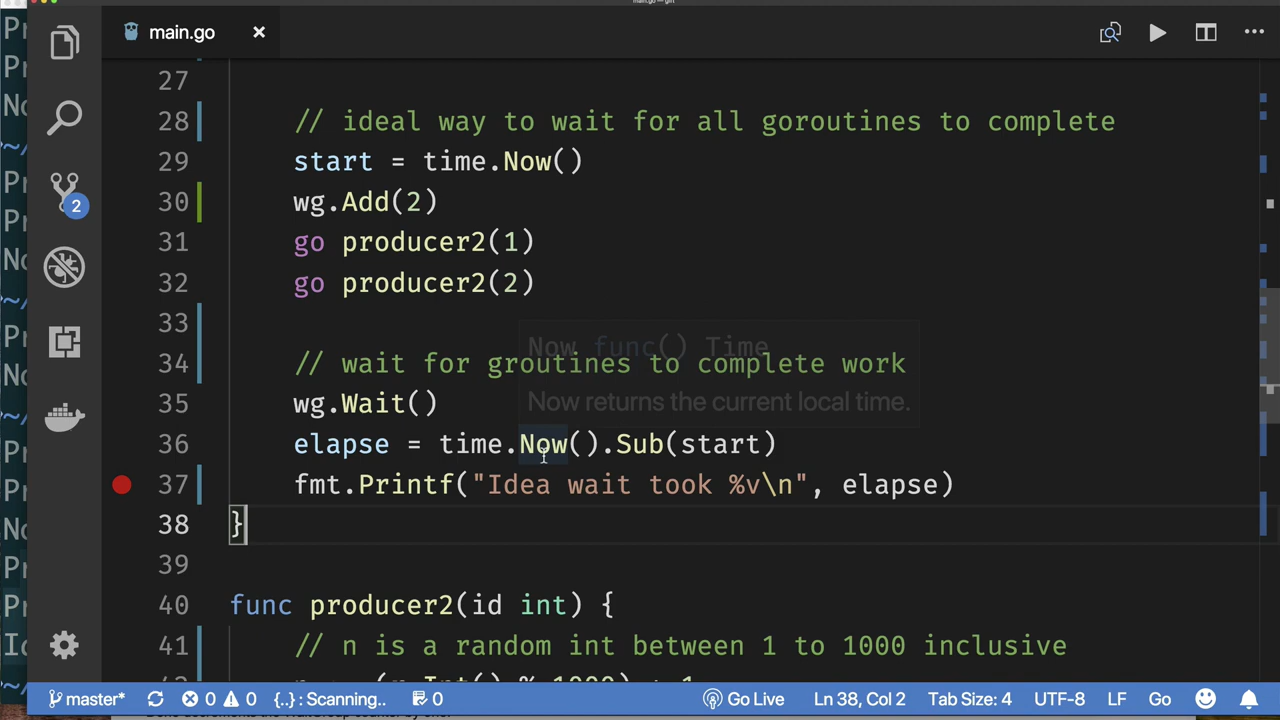 main.go
27
28 // ideal way to wait for all goroutines to complete
29 start = time.Now()
30 wg.Add(2)
31 go producer2(1)
32 go producer2(2)
33
34 // wait for groutines to complete work
35 wg.Wait()
36 elapse = time.Now().Sub(start)
37 fmt.Printf("Idea wait took %v\n", elapse)
38 }
39
40 func producer2(id int) {
41 // n is a random int between 1 to 1000 inclusive
Now func() Time
Now returns the current local time.
2
master* 0 0 {..} : Scanning.. 0 Go Live Ln 38, Col 2 Tab Size: 4 UTF-8 LF Go